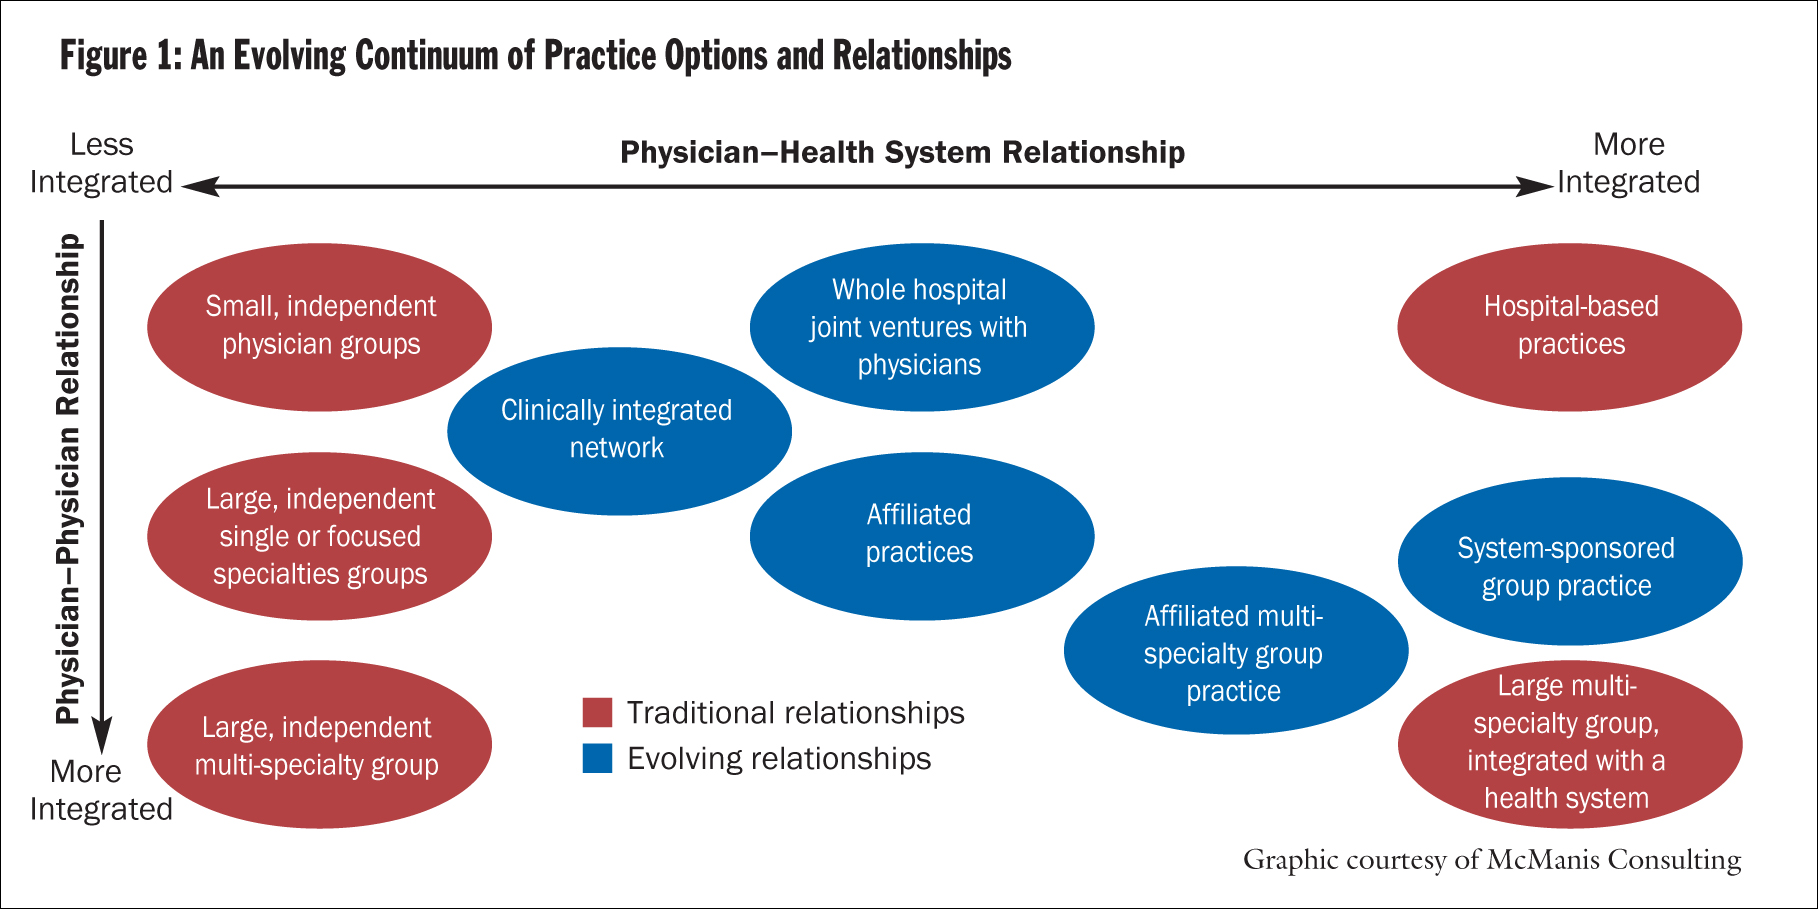 Figure 1: An Evolving Continuum of Practice Options and Relationships
Less
Integrated
Physician–Health System Relationship
More
Integrated
Physician–Physician Relationship
Small, independent
physician groups
Whole hospital
joint ventures with
physicians
Hospital-based
practices
Clinically integrated
network
Large, independent
single or focused
specialties groups
Affiliated
practices
System-sponsored
group practice
Affiliated multi-
specialty group
practice
Large, independent
multi-specialty group
Large multi-
specialty group,
integrated with a
health system
Traditional relationships
Evolving relationships
More
Integrated
Graphic courtesy of McManis Consulting